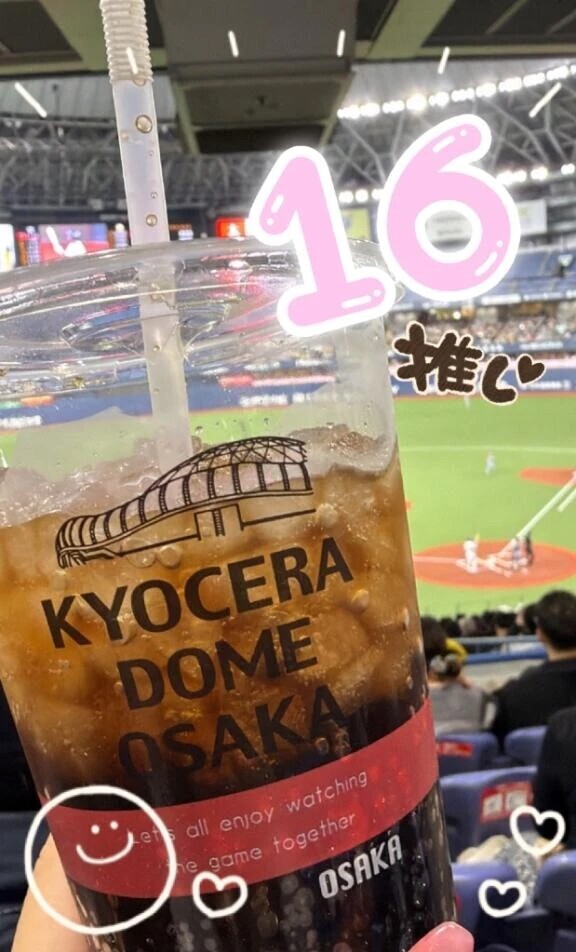 16
推し
KYOCERA
DOME
OSAKA
Let's all enjoy watching
the game together
OSAKA